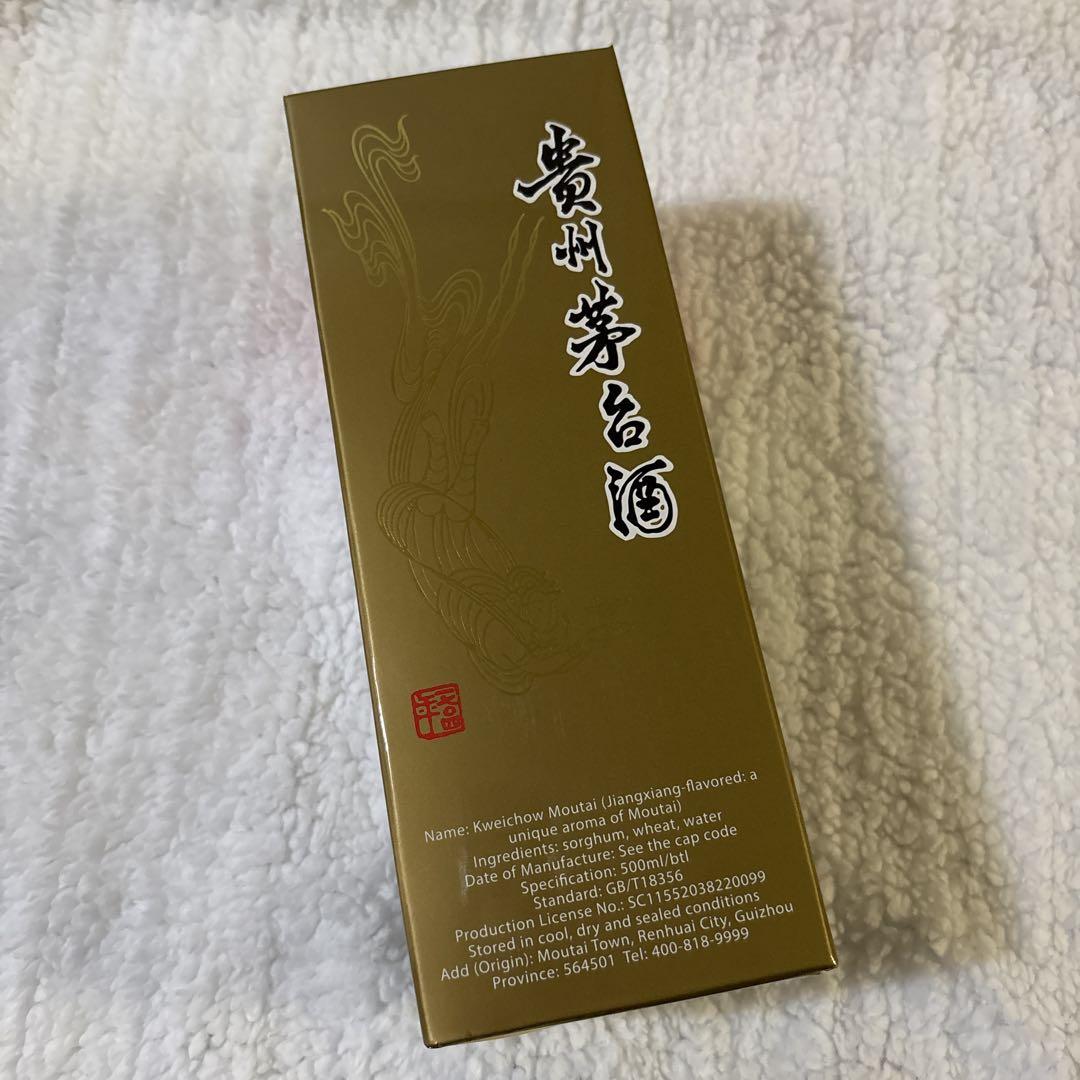 貴州茅台酒
Name: Kweichow Moutai (Jiangxiang-flavored: a
unique aroma of Moutai)
Ingredients: sorghum, wheat, water
Date of Manufacture: See the cap code
Specification: 500ml/btl
Standard: GB/T18356
Production License No.: SC11552038220099
Stored in cool, dry and sealed conditions
Add (Origin): Moutai Town, Renhuai City, Guizhou
Province: 564501 Tel: 400-818-9999